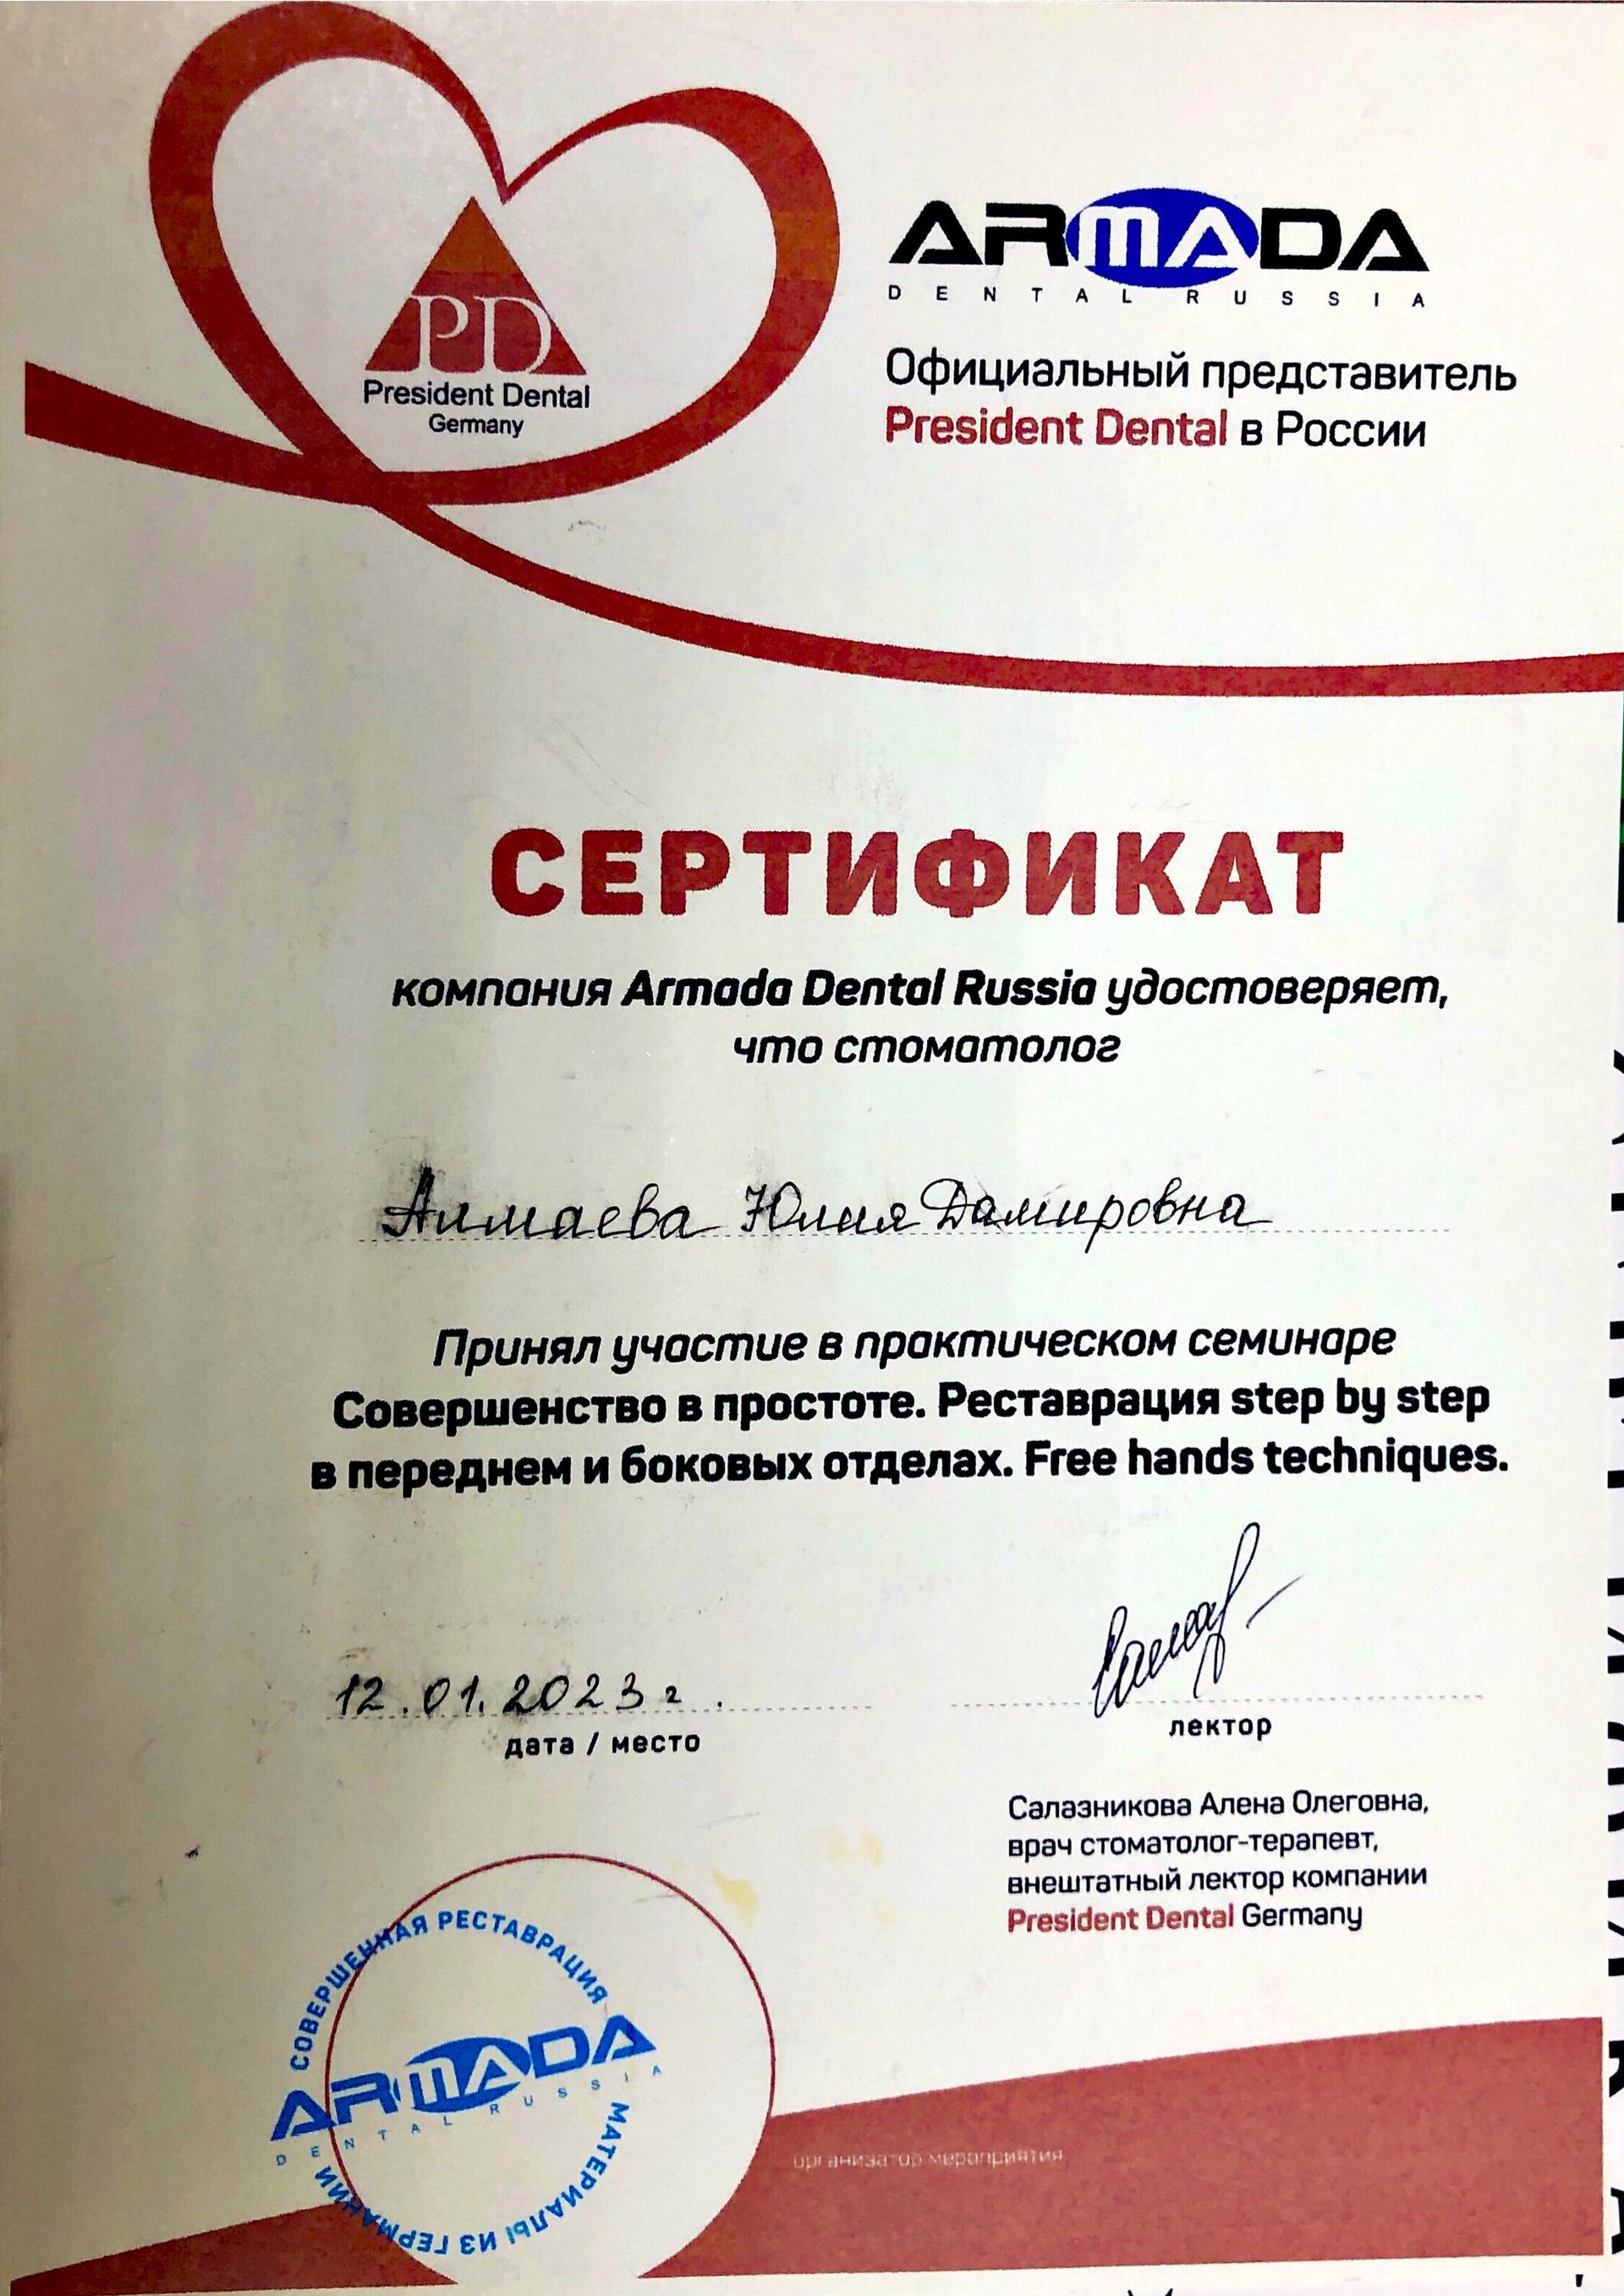 PD
President Dental
Germany
ARMADA
DENTAL RUSSIA
Официальный представитель
President Dental в России
СЕРТИФИКАТ
компания Armada Dental Russia удостоверяет,
что стоматолог
Алмаева Юлия Дамировна
Принял участие в практическом семинаре
Совершенство в простоте. Реставрация step by step
в переднем и боковых отделах. Free hands techniques.
12.01.2023 г.
дата / место
лектор
Салазникова Алена Олеговна,
врач стоматолог-терапевт,
внештатный лектор компании
President Dental Germany
СОВЕРШЕННАЯ РЕСТАВРАЦИЯ
ARMADA
DENTAL RUSSIA
МАТЕРИАЛЫ ИЗ ГЕРМАНИИ
организатор мероприятия